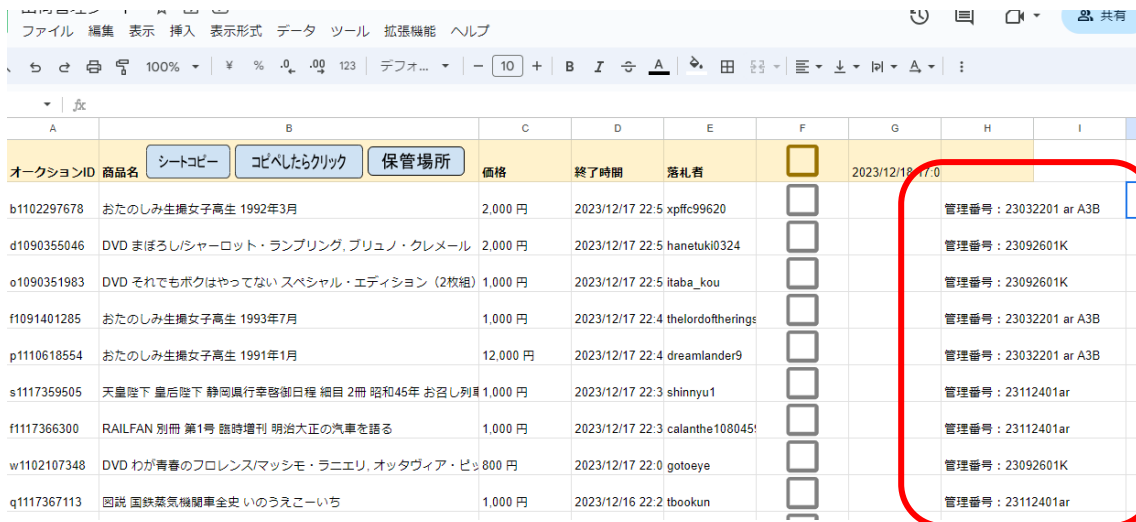 ファイル 編集 表示 挿入 表示形式 データ ツール 拡張機能 ヘルプ
共有
100% ¥ % .0 .00 123 デフォ... − 10 + B I A
fx
A B C D E F G H I
オークションID 商品名 シートコピー コピペしたらクリック 保管場所 価格 終了時間 落札者 2023/12/18 17:0
b1102297678 おたのしみ生撮女子高生 1992年3月 2,000 円 2023/12/17 22:5 xpffc99620 管理番号：23032201 ar A3B
d1090355046 DVD まぼろし/シャーロット・ランプリング, ブリュノ・クレメール 2,000 円 2023/12/17 22:5 hanetuki0324 管理番号：23092601K
o1090351983 DVD それでもボクはやってない スペシャル・エディション（2枚組） 1,000 円 2023/12/17 22:5 itaba_kou 管理番号：23092601K
f1091401285 おたのしみ生撮女子高生 1993年7月 1,000 円 2023/12/17 22:4 thelordoftherings 管理番号：23032201 ar A3B
p1110618554 おたのしみ生撮女子高生 1991年1月 12,000 円 2023/12/17 22:4 dreamlander9 管理番号：23032201 ar A3B
s1117359505 天皇陛下 皇后陛下 静岡県行幸啓御日程 細目 2冊 昭和45年 お召し列車 1,000 円 2023/12/17 22:3 shinnyu1 管理番号：23112401ar
f1117366300 RAILFAN 別冊 第1号 臨時増刊 明治大正の汽車を語る 1,000 円 2023/12/17 22:3 calanthe108045 管理番号：23112401ar
w1102107348 DVD わが青春のフロレンス/マッシモ・ラニエリ, オッタヴィア・ピッ 800 円 2023/12/17 22:0 gotoeye 管理番号：23092601K
q1117367113 図説 国鉄蒸気機関車全史 いのうえこーいち 1,000 円 2023/12/16 22:2 tbookun 管理番号：23112401ar